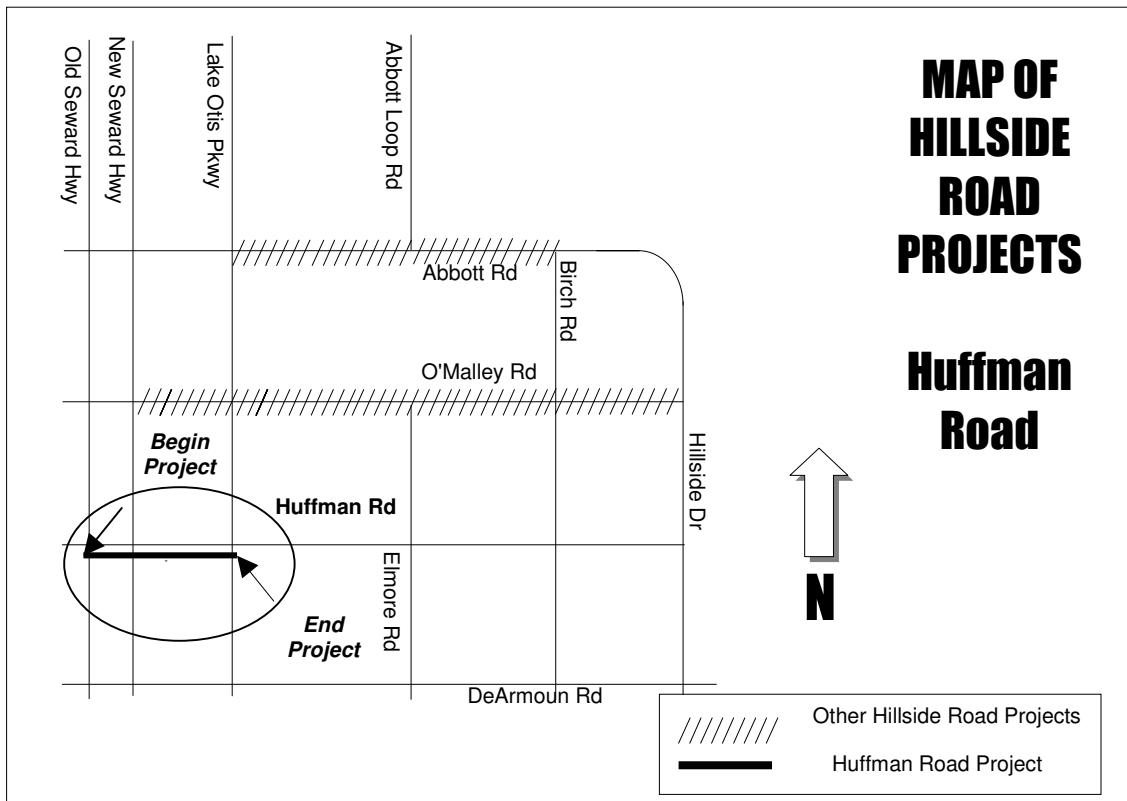 Old Seward Hwy
New Seward Hwy
Lake Otis Pkwy
Abbott Loop Rd
MAP OF
HILLSIDE
ROAD
PROJECTS
Huffman
Road
Abbott Rd
Birch Rd
O'Malley Rd
Begin
Project
Hillside Dr
Huffman Rd
Elmore Rd
End
Project
N
DeArmoun Rd
Other Hillside Road Projects
Huffman Road Project